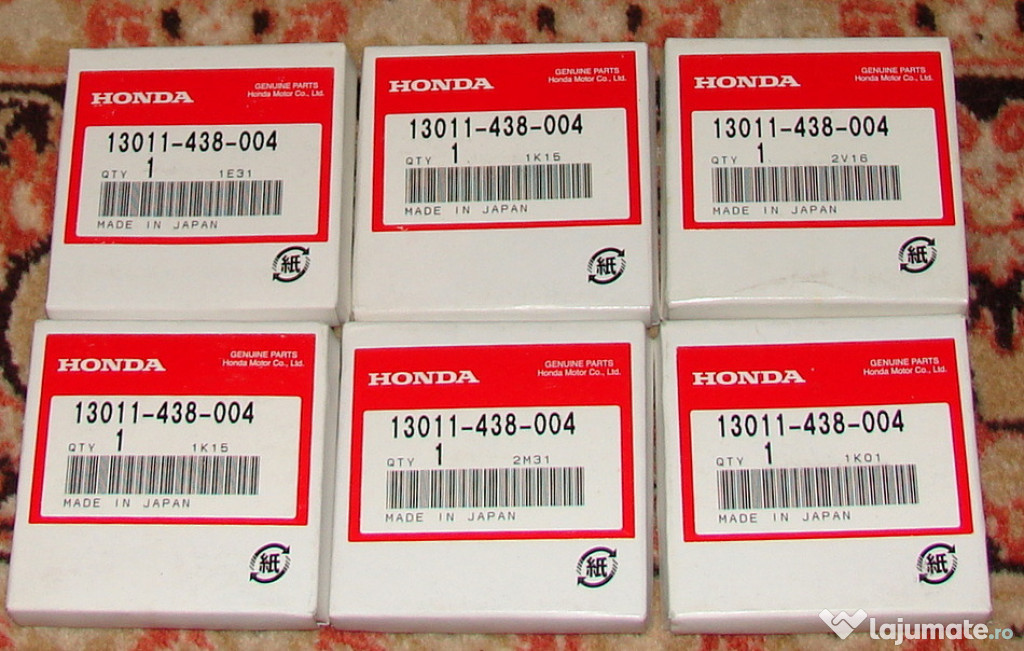 HONDA
GENUINE PARTS
Honda Motor Co., Ltd.
13011-438-004
QTY 1 1E31
MADE IN JAPAN
紙
HONDA
GENUINE PARTS
Honda Motor Co., Ltd.
13011-438-004
QTY 1 1K15
MADE IN JAPAN
紙
HONDA
GENUINE PARTS
Honda Motor Co., Ltd.
13011-438-004
QTY 1 2V16
MADE IN JAPAN
紙
HONDA
GENUINE PARTS
Honda Motor Co., Ltd.
13011-438-004
QTY 1 1K15
MADE IN JAPAN
紙
HONDA
GENUINE PARTS
Honda Motor Co., Ltd.
13011-438-004
QTY 1 2M31
MADE IN JAPAN
紙
HONDA
GENUINE PARTS
Honda Motor Co., Ltd.
13011-438-004
QTY 1 1K01
MADE IN JAPAN
紙
lajumate.ro